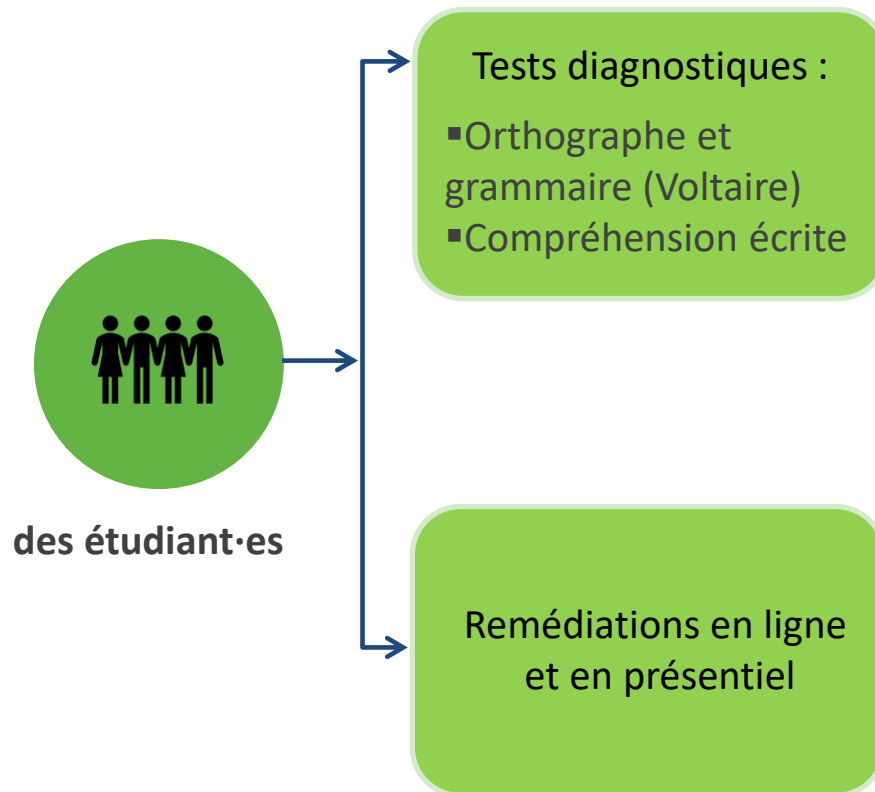 Tests diagnostiques :
▪Orthographe et
grammaire (Voltaire)
▪Compréhension écrite
des étudiant·es
Remédiations en ligne
et en présentiel